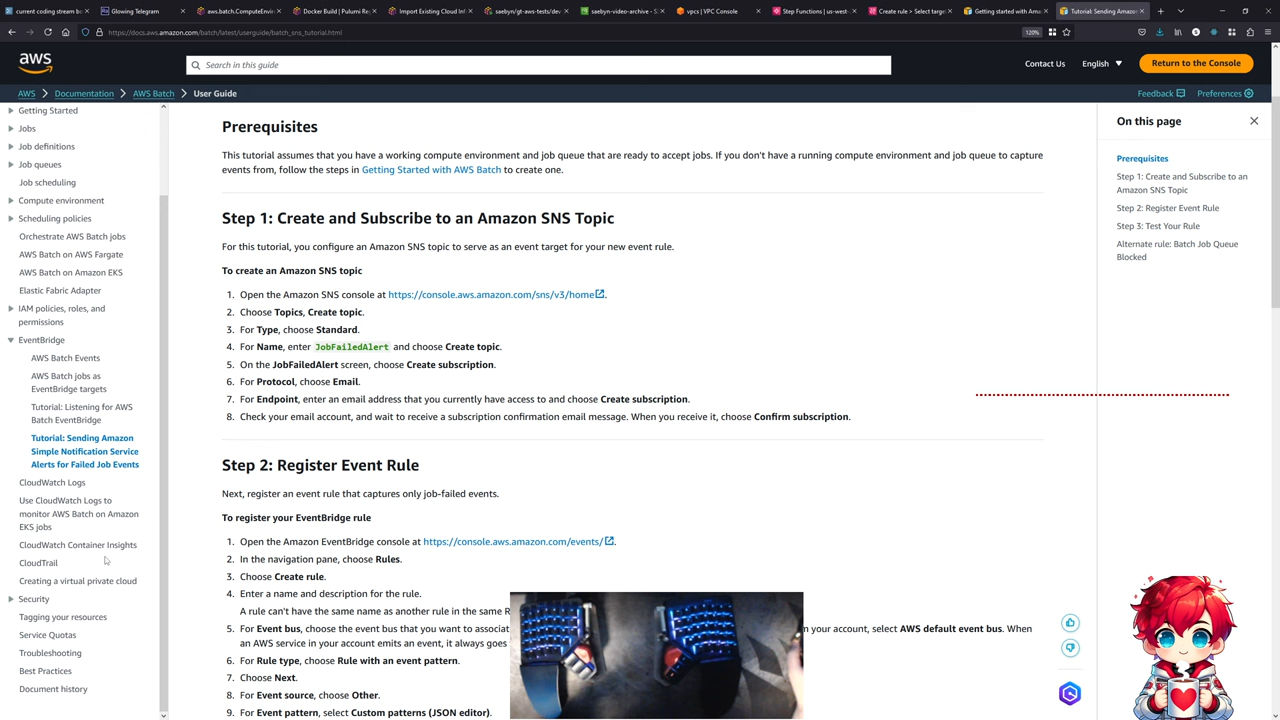 current coding stream bo
Glowing Telegram
aws.batch.ComputeEnviror
Docker Build | Pulumi Re
Import Existing Cloud Inf
saebyn/gt-aws-tests/dev
saebyn-video-archive - S
vpcs | VPC Console
Step Functions | us-west-
Create rule > Select targe
Getting started with Ama
Tutorial: Sending Amazo
https://docs.aws.amazon.com/batch/latest/userguide/batch_sns_tutorial.html
120%
aws
Search in this guide
Contact Us
English
Return to the Console
AWS > Documentation > AWS Batch > User Guide
Feedback
Preferences
Getting Started
Jobs
Job definitions
Job queues
Job scheduling
Compute environment
Scheduling policies
Orchestrate AWS Batch jobs
AWS Batch on AWS Fargate
AWS Batch on Amazon EKS
Elastic Fabric Adapter
IAM policies, roles, and
permissions
EventBridge
AWS Batch Events
AWS Batch jobs as
EventBridge targets
Tutorial: Listening for AWS
Batch EventBridge
Tutorial: Sending Amazon
Simple Notification Service
Alerts for Failed Job Events
CloudWatch Logs
Use CloudWatch Logs to
monitor AWS Batch on Amazon
EKS jobs
CloudWatch Container Insights
CloudTrail
Creating a virtual private cloud
Security
Tagging your resources
Service Quotas
Troubleshooting
Best Practices
Document history
Prerequisites
This tutorial assumes that you have a working compute environment and job queue that are ready to accept jobs. If you don't have a running compute environment and job queue to capture
events from, follow the steps in Getting Started with AWS Batch to create one.
Step 1: Create and Subscribe to an Amazon SNS Topic
For this tutorial, you configure an Amazon SNS topic to serve as an event target for your new event rule.
To create an Amazon SNS topic
1. Open the Amazon SNS console at https://console.aws.amazon.com/sns/v3/home.
2. Choose Topics, Create topic.
3. For Type, choose Standard.
4. For Name, enter JobFailedAlert and choose Create topic.
5. On the JobFailedAlert screen, choose Create subscription.
6. For Protocol, choose Email.
7. For Endpoint, enter an email address that you currently have access to and choose Create subscription.
8. Check your email account, and wait to receive a subscription confirmation email message. When you receive it, choose Confirm subscription.
Step 2: Register Event Rule
Next, register an event rule that captures only job-failed events.
To register your EventBridge rule
1. Open the Amazon EventBridge console at https://console.aws.amazon.com/events/.
2. In the navigation pane, choose Rules.
3. Choose Create rule.
4. Enter a name and description for the rule.
A rule can't have the same name as another rule in the same R
5. For Event bus, choose the event bus that you want to associat m your account, select AWS default event bus. When
an AWS service in your account emits an event, it always goes
6. For Rule type, choose Rule with an event pattern.
7. Choose Next.
8. For Event source, choose Other.
9. For Event pattern, select Custom patterns (JSON editor).
On this page
Prerequisites
Step 1: Create and Subscribe to an
Amazon SNS Topic
Step 2: Register Event Rule
Step 3: Test Your Rule
Alternate rule: Batch Job Queue
Blocked